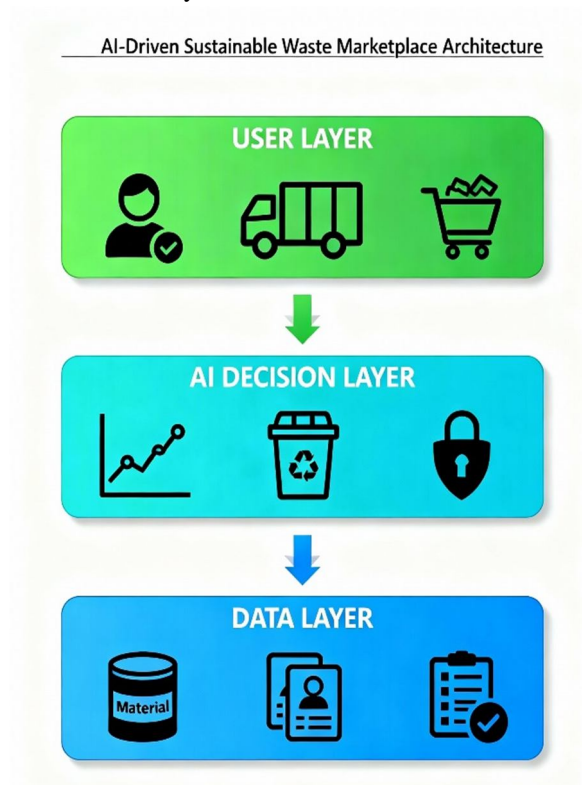 AI-Driven Sustainable Waste Marketplace Architecture
USER LAYER
AI DECISION LAYER
DATA LAYER
Material